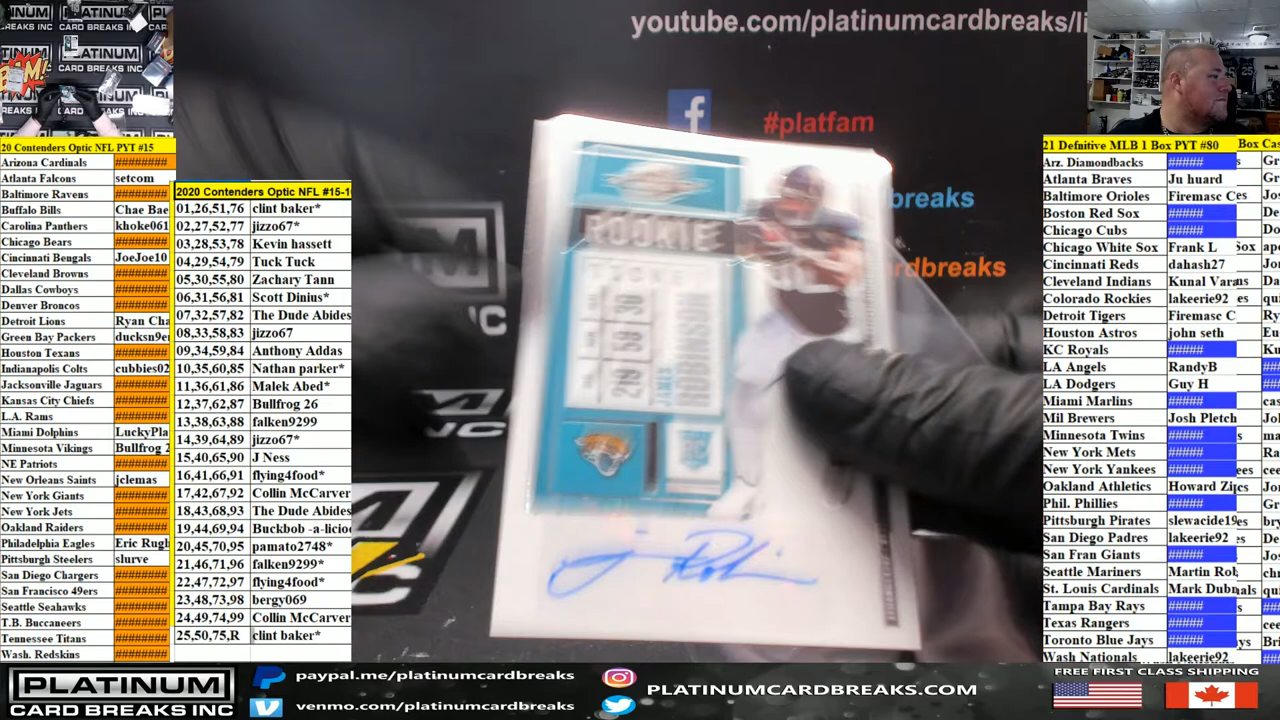 youtube.com/platinumcardbreaks/li
#platfam
breaks
cardbreaks
PLATINUM
CARD BREAKS INC
BAM!
20 Contenders Optic NFL PYT #15
Arizona Cardinals ########
Atlanta Falcons setcom
Baltimore Ravens ########
Buffalo Bills Chae Bae
Carolina Panthers khoke061
Chicago Bears ########
Cincinnati Bengals JoeJoe10
Cleveland Browns ########
Dallas Cowboys ########
Denver Broncos ########
Detroit Lions Ryan Cha
Green Bay Packers ducksn9er
Houston Texans ########
Indianapolis Colts cubbies02
Jacksonville Jaguars ########
Kansas City Chiefs ########
L.A. Rams ########
Miami Dolphins LuckyPla
Minnesota Vikings Bullfrog 2
NE Patriots ########
New Orleans Saints jclemas
New York Giants ########
New York Jets ########
Oakland Raiders ########
Philadelphia Eagles Eric Rugh
Pittsburgh Steelers slurve
San Diego Chargers ########
San Francisco 49ers ########
Seattle Seahawks ########
T.B. Buccaneers ########
Tennessee Titans ########
Wash. Redskins ########
2020 Contenders Optic NFL #15-1
01,26,51,76 clint baker*
02,27,52,77 jizzo67*
03,28,53,78 Kevin hassett
04,29,54,79 Tuck Tuck
05,30,55,80 Zachary Tann
06,31,56,81 Scott Dinius*
07,32,57,82 The Dude Abides
08,33,58,83 jizzo67
09,34,59,84 Anthony Addas
10,35,60,85 Nathan parker*
11,36,61,86 Malek Abed*
12,37,62,87 Bullfrog 26
13,38,63,88 falken9299
14,39,64,89 jizzo67*
15,40,65,90 J Ness
16,41,66,91 flying4food*
17,42,67,92 Collin McCarver
18,43,68,93 The Dude Abides
19,44,69,94 Buckbob -a-licio
20,45,70,95 pamato2748*
21,46,71,96 falken9299*
22,47,72,97 flying4food*
23,48,73,98 bergy069
24,49,74,99 Collin McCarver
25,50,75,R clint baker*
21 Defnitive MLB 1 Box PYT #80
Arz. Diamondbacks #####
Atlanta Braves Ju huard
Baltimore Orioles Firemasc C
Boston Red Sox #####
Chicago Cubs #####
Chicago White Sox Frank L
Cincinnati Reds dahash27
Cleveland Indians Kunal Vara
Colorado Rockies lakeerie92
Detroit Tigers Firemasc C
Houston Astros john seth
KC Royals #####
LA Angels RandyB
LA Dodgers Guy H
Miami Marlins #####
Mil Brewers Josh Pletch
Minnesota Twins #####
New York Mets #####
New York Yankees #####
Oakland Athletics Howard Zi
Phil. Phillies #####
Pittsburgh Pirates slewacide19
San Diego Padres lakeerie92
San Fran Giants #####
Seattle Mariners Martin Rob
St. Louis Cardinals Mark Dubn
Tampa Bay Rays #####
Texas Rangers #####
Toronto Blue Jays #####
Wash Nationals lakeerie92
PLATINUM
CARD BREAKS INC
paypal.me/listumcardbreaks
venmo.com/platinumcardbreaks
PLATINUMCARDBREAKS.COM
FREE FIRST CLASS SHIPPING